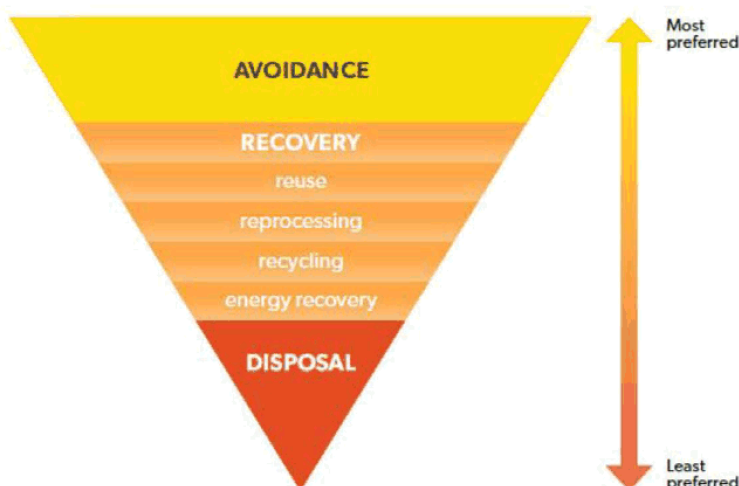 Most
preferred
AVOIDANCE
RECOVERY
reuse
reprocessing
recycling
energy recovery
DISPOSAL
Least
preferred